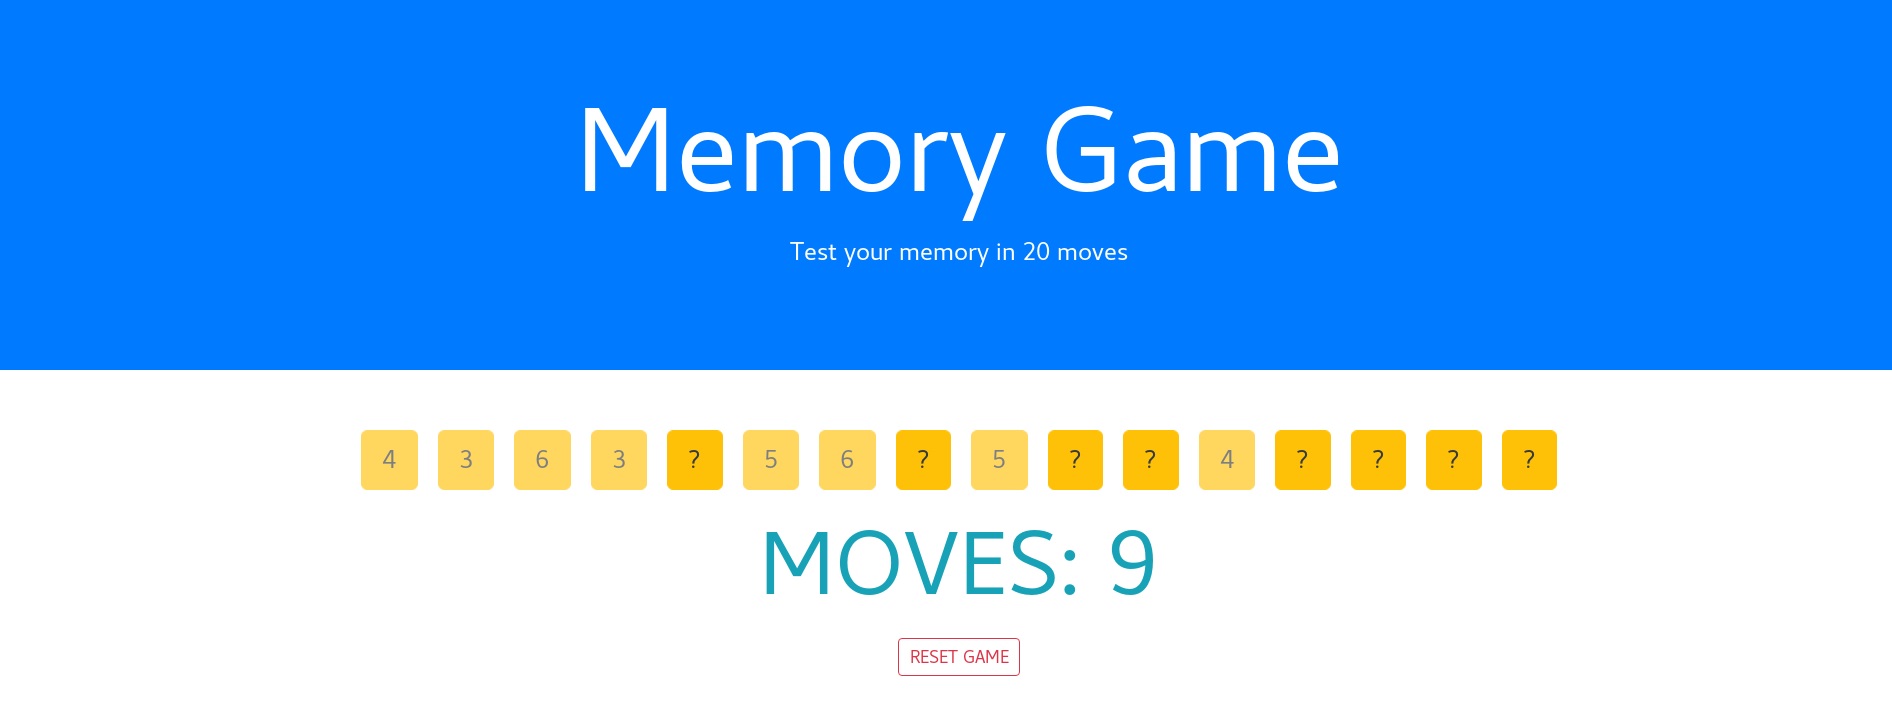 Memory Game
Test your memory in 20 moves
4 3 6 3 ? 5 6 ? 5 ? ? 4 ? ? ? ?
MOVES: 9
RESET GAME